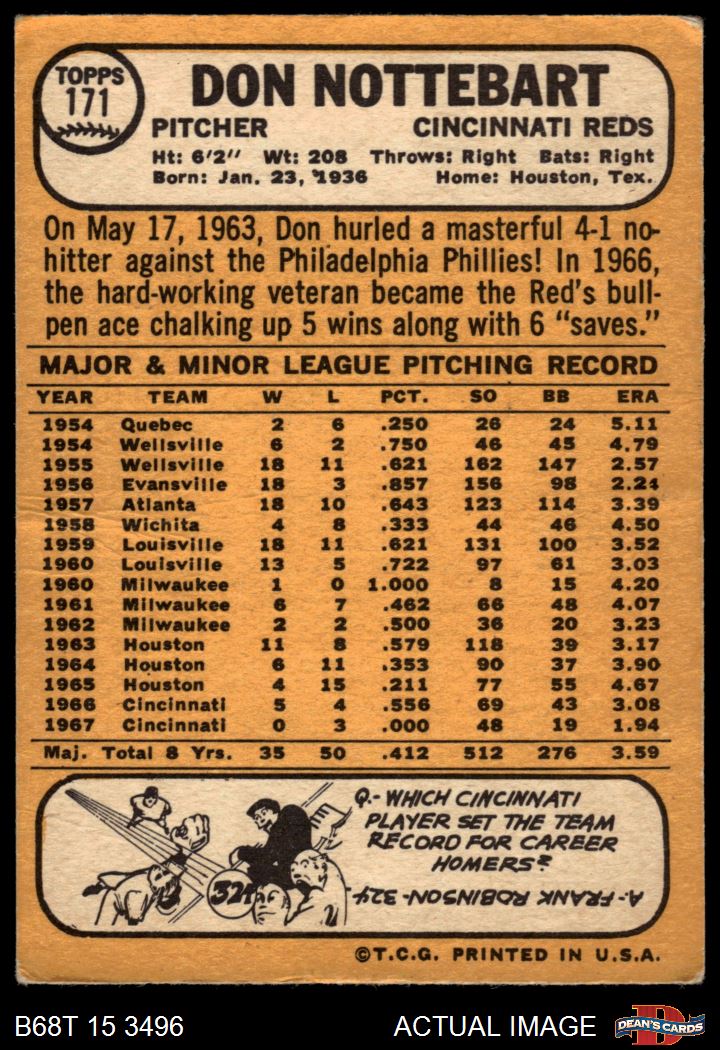 TOPPS
171
DON NOTTEBART
PITCHER CINCINNATI REDS
Ht: 6'2" Wt: 208 Throws: Right Bats: Right
Born: Jan. 23, 1936 Home: Houston, Tex.
On May 17, 1963, Don hurled a masterful 4-1 no-
hitter against the Philadelphia Phillies! In 1966,
the hard-working veteran became the Red's bull-
pen ace chalking up 5 wins along with 6 "saves."
MAJOR & MINOR LEAGUE PITCHING RECORD
YEAR TEAM W L PCT. SO BB ERA
1954 Quebec 2 6 .250 26 24 5.11
1954 Wellsville 6 2 .750 46 45 4.79
1955 Wellsville 18 11 .621 162 147 2.57
1956 Evansville 18 3 .857 156 98 2.24
1957 Atlanta 18 10 .643 123 114 3.39
1958 Wichita 4 8 .333 44 46 4.50
1959 Louisville 18 11 .621 131 100 3.52
1960 Louisville 13 5 .722 97 61 3.03
1960 Milwaukee 1 0 1.000 8 15 4.20
1961 Milwaukee 6 7 .462 66 48 4.07
1962 Milwaukee 2 2 .500 36 20 3.23
1963 Houston 11 8 .579 118 39 3.17
1964 Houston 6 11 .353 90 37 3.90
1965 Houston 4 15 .211 77 55 4.67
1966 Cincinnati 5 4 .556 69 43 3.08
1967 Cincinnati 0 3 .000 48 19 1.94
Maj. Total 8 Yrs. 35 50 .412 512 276 3.59
Q.- WHICH CINCINNATI
PLAYER SET THE TEAM
RECORD FOR CAREER
HOMERS?
A.- FRANK ROBINSON-324
324
©T.C.G. PRINTED IN U.S.A.
B68T 15 3496 ACTUAL IMAGE
DEAN'S CARDS